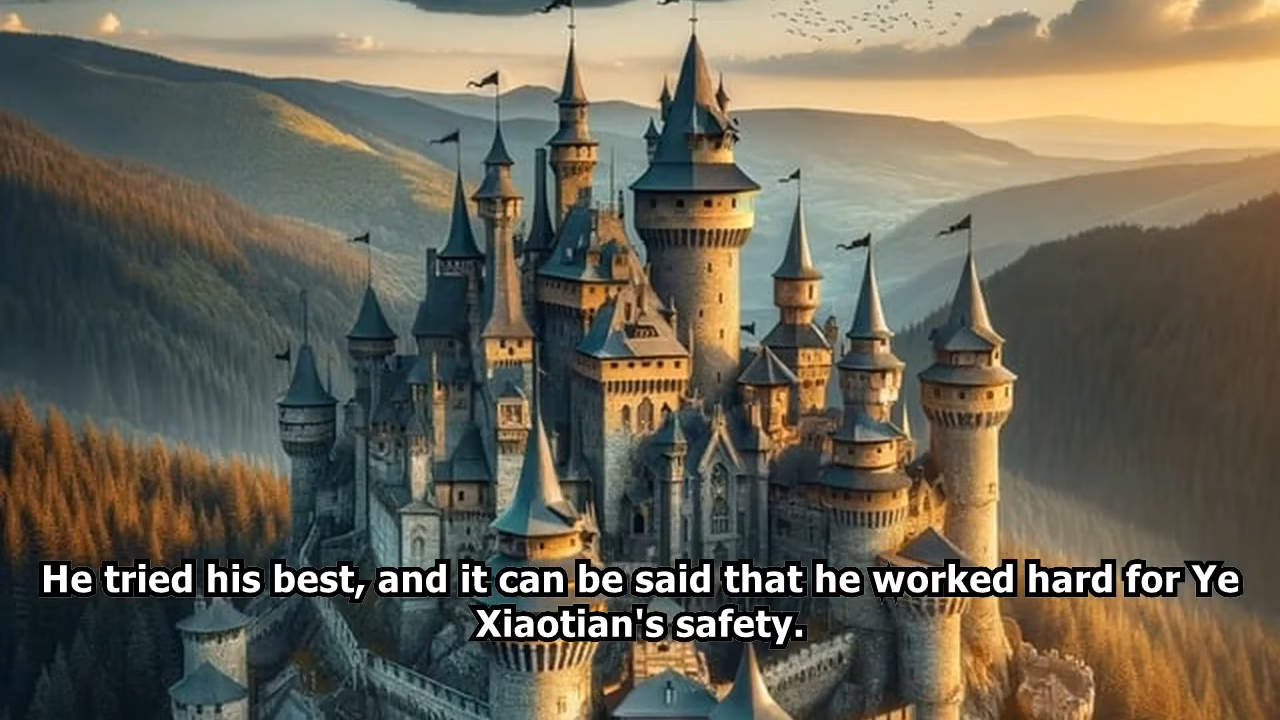 He tried his best, and it can be said that he worked hard for Ye
Xiaotian's safety.